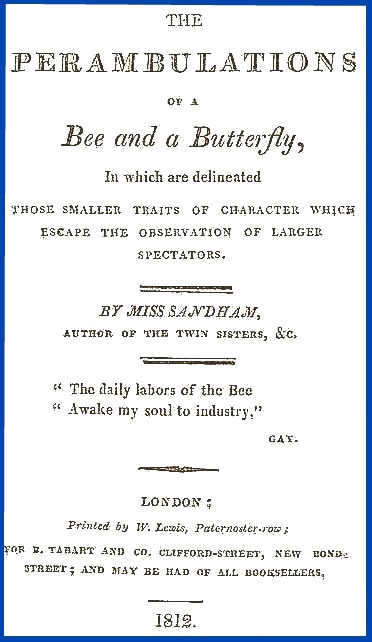 THE
PERAMBULATIONS
OF A
Bee and a Butterfly,
In which are delineated
THOSE SMALLER TRAITS OF CHARACTER WHICH
ESCAPE THE OBSERVATION OF LARGER
SPECTATORS.
BY MISS SANDHAM,
AUTHOR OF THE TWIN SISTERS, &C.
“ The daily labors of the Bee
“ Awake my soul to industry,”
GAY.
LONDON;
Printed by W. Lewis, Paternoster-row;
FOR B. TABART AND CO. CLIFFORD-STREET, NEW BOND-
STREET; AND MAY BE HAD OF ALL BOOKSELLERS,
1812.